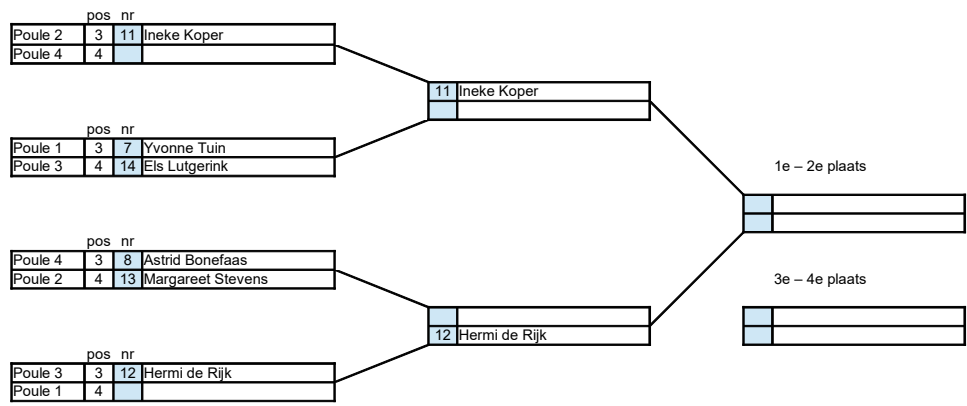 pos nr
Poule 2 3 11 Ineke Koper
Poule 4 4
11 Ineke Koper
pos nr
Poule 1 3 7 Yvonne Tuin
Poule 3 4 14 Els Lutgerink
1e – 2e plaats
pos nr
Poule 4 3 8 Astrid Bonefaas
Poule 2 4 13 Margareet Stevens
3e – 4e plaats
12 Hermi de Rijk
pos nr
Poule 3 3 12 Hermi de Rijk
Poule 1 4